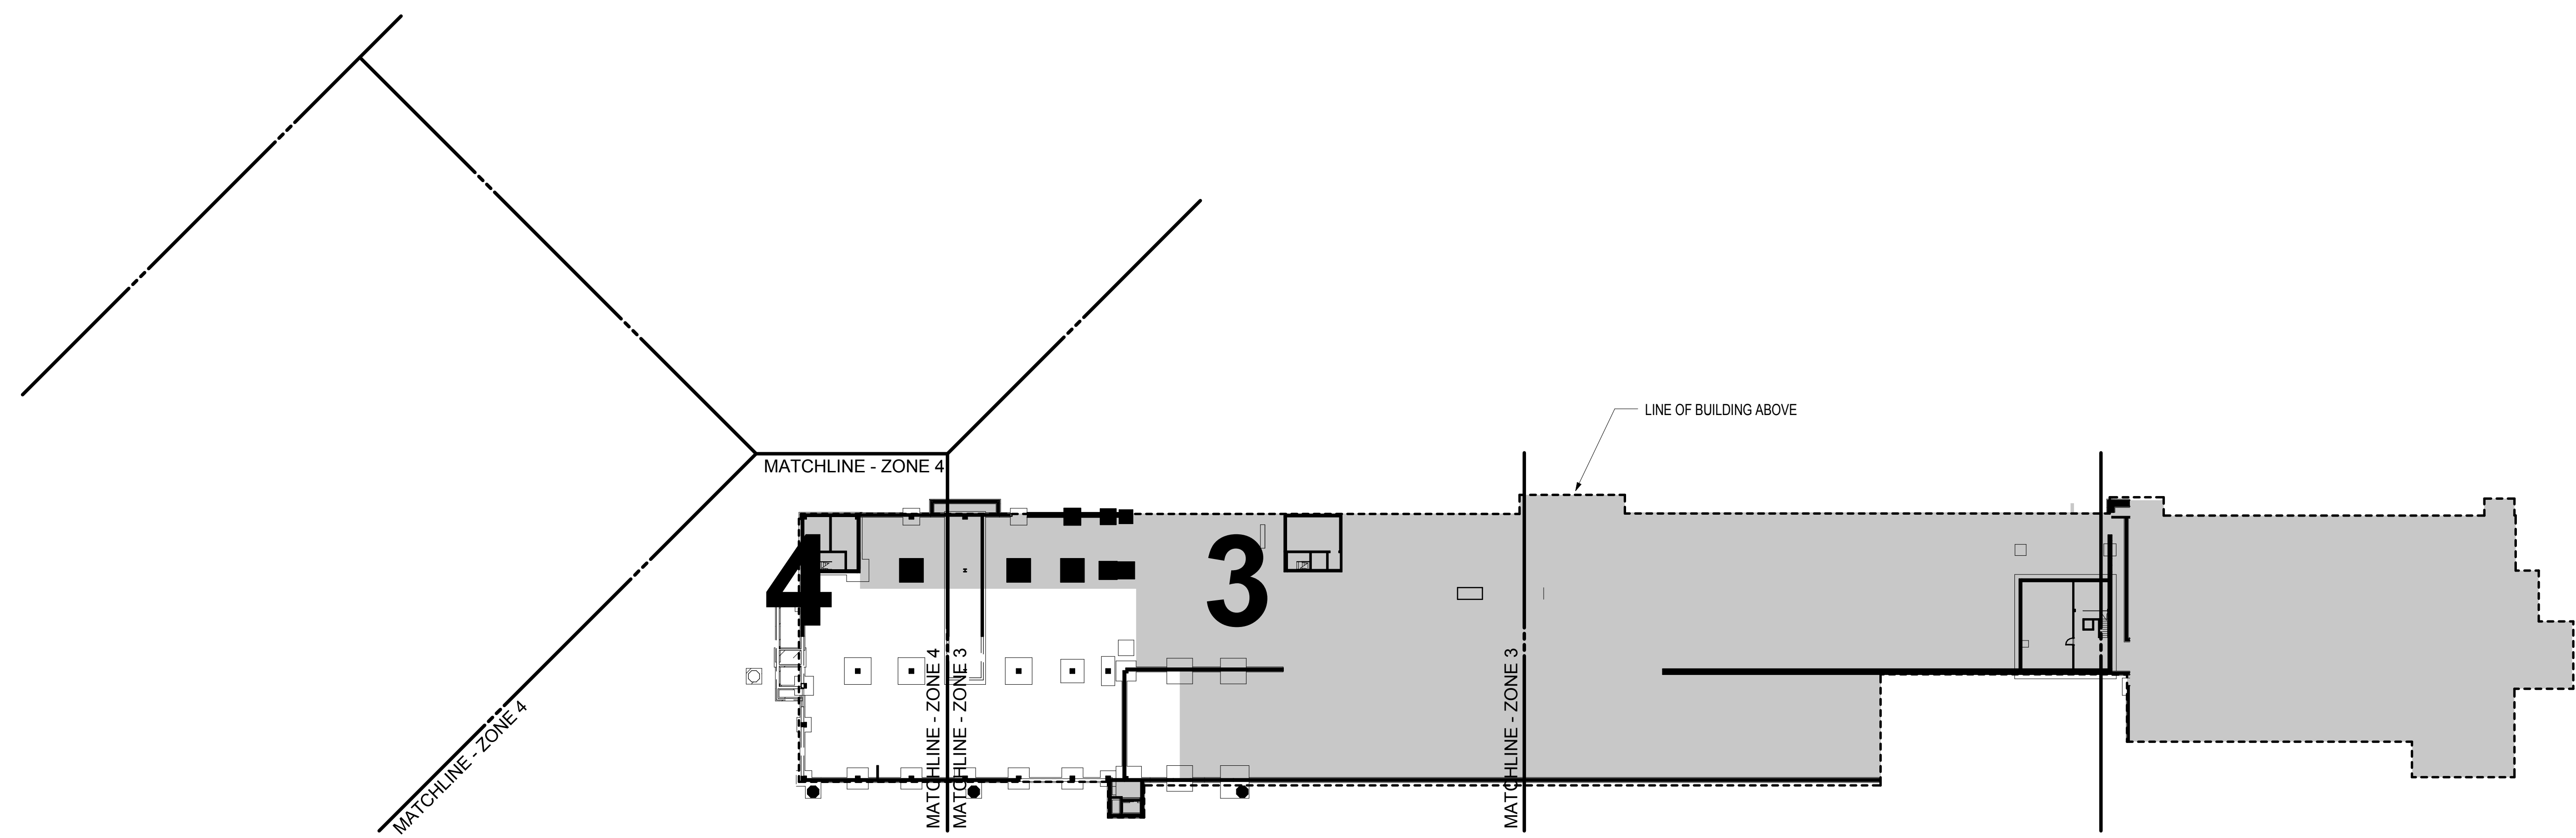 LINE OF BUILDING ABOVE
MATCHLINE - ZONE 4
4
3
MATCHLINE - ZONE 4
MATCHLINE - ZONE 4
MATCHLINE - ZONE 3
MATCHLINE - ZONE 3